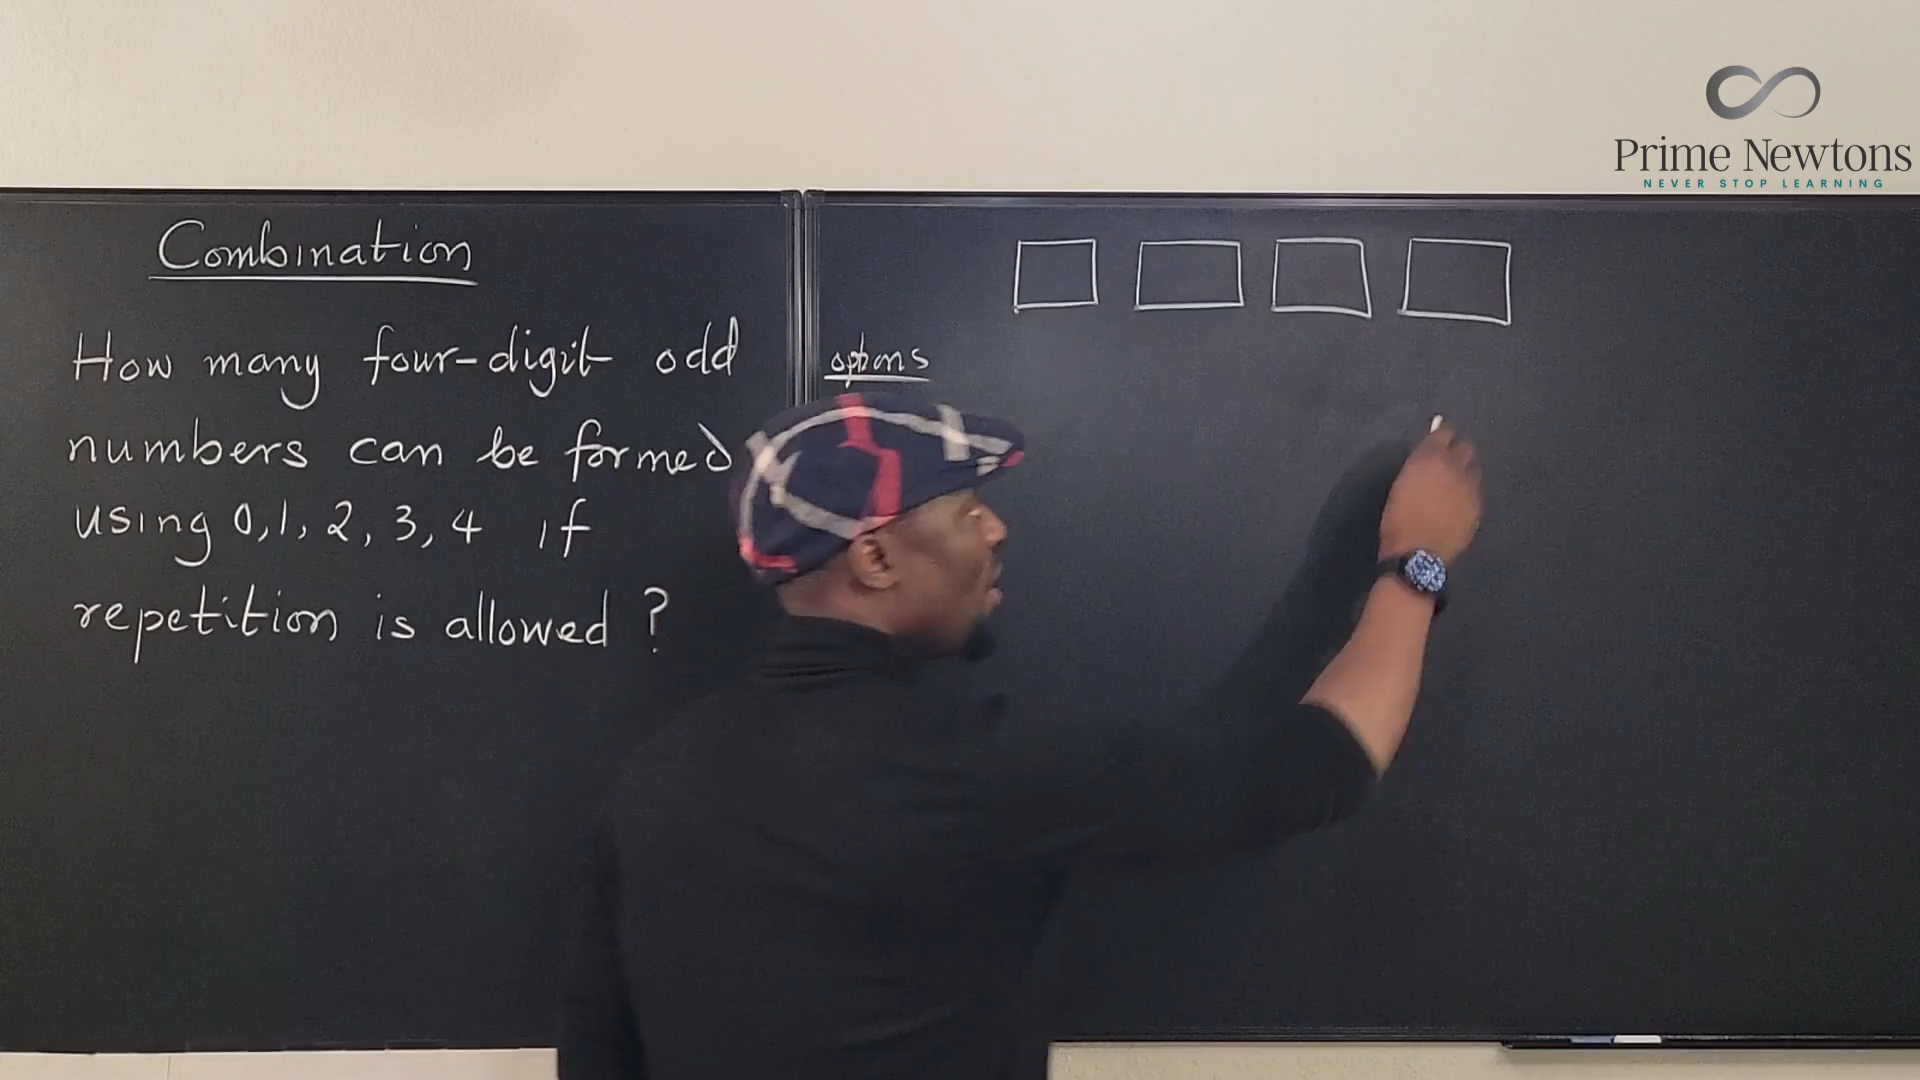 Prime Newtons
NEVER STOP LEARNING
Combination
How many four-digit odd
numbers can be formed
using 0, 1, 2, 3, 4 if
repetition is allowed ?
options